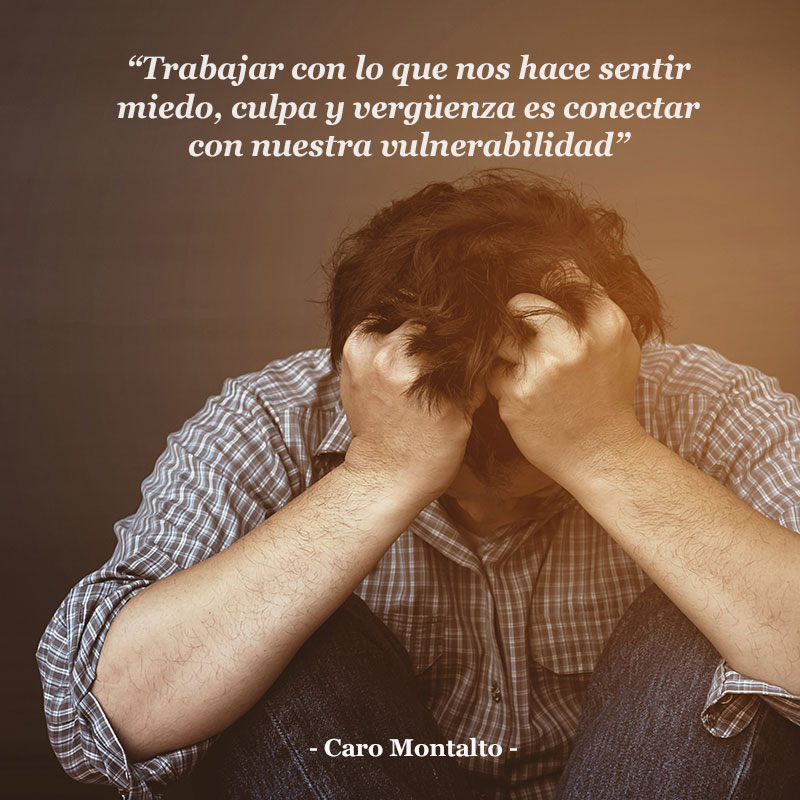 “Trabajar con lo que nos hace sentir
miedo, culpa y vergüenza es conectar
con nuestra vulnerabilidad”
- Caro Montalto -